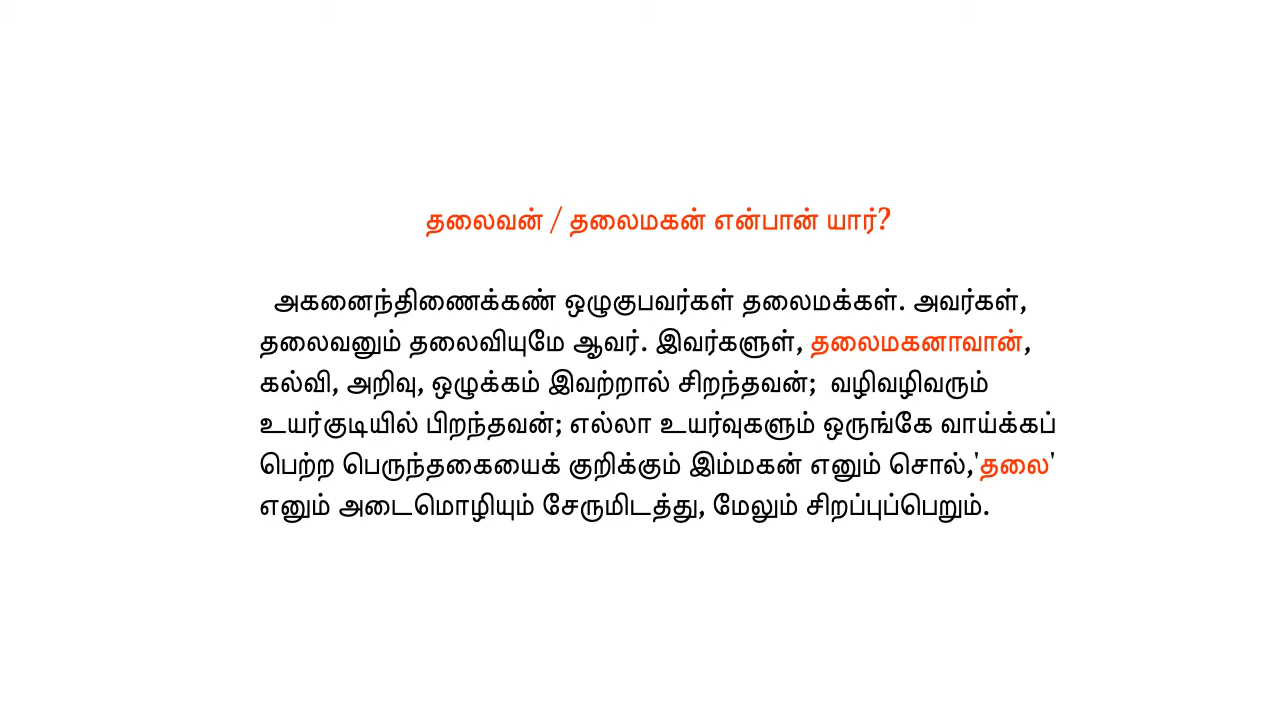 தலைவன் / தலைமகன் என்பான் யார்?
அகனைந்திணைக்கண் ஒழுகுபவர்கள் தலைமக்கள். அவர்கள்,
தலைவனும் தலைவியுமே ஆவர். இவர்களுள், தலைமகனாவான்,
கல்வி, அறிவு, ஒழுக்கம் இவற்றால் சிறந்தவன்; வழிவழிவரும்
உயர்குடியில் பிறந்தவன்; எல்லா உயர்வுகளும் ஒருங்கே வாய்க்கப்
பெற்ற பெருந்தகையைக் குறிக்கும் இம்மகன் எனும் சொல்,'தலை'
எனும் அடைமொழியும் சேருமிடத்து, மேலும் சிறப்புப்பெறும்.